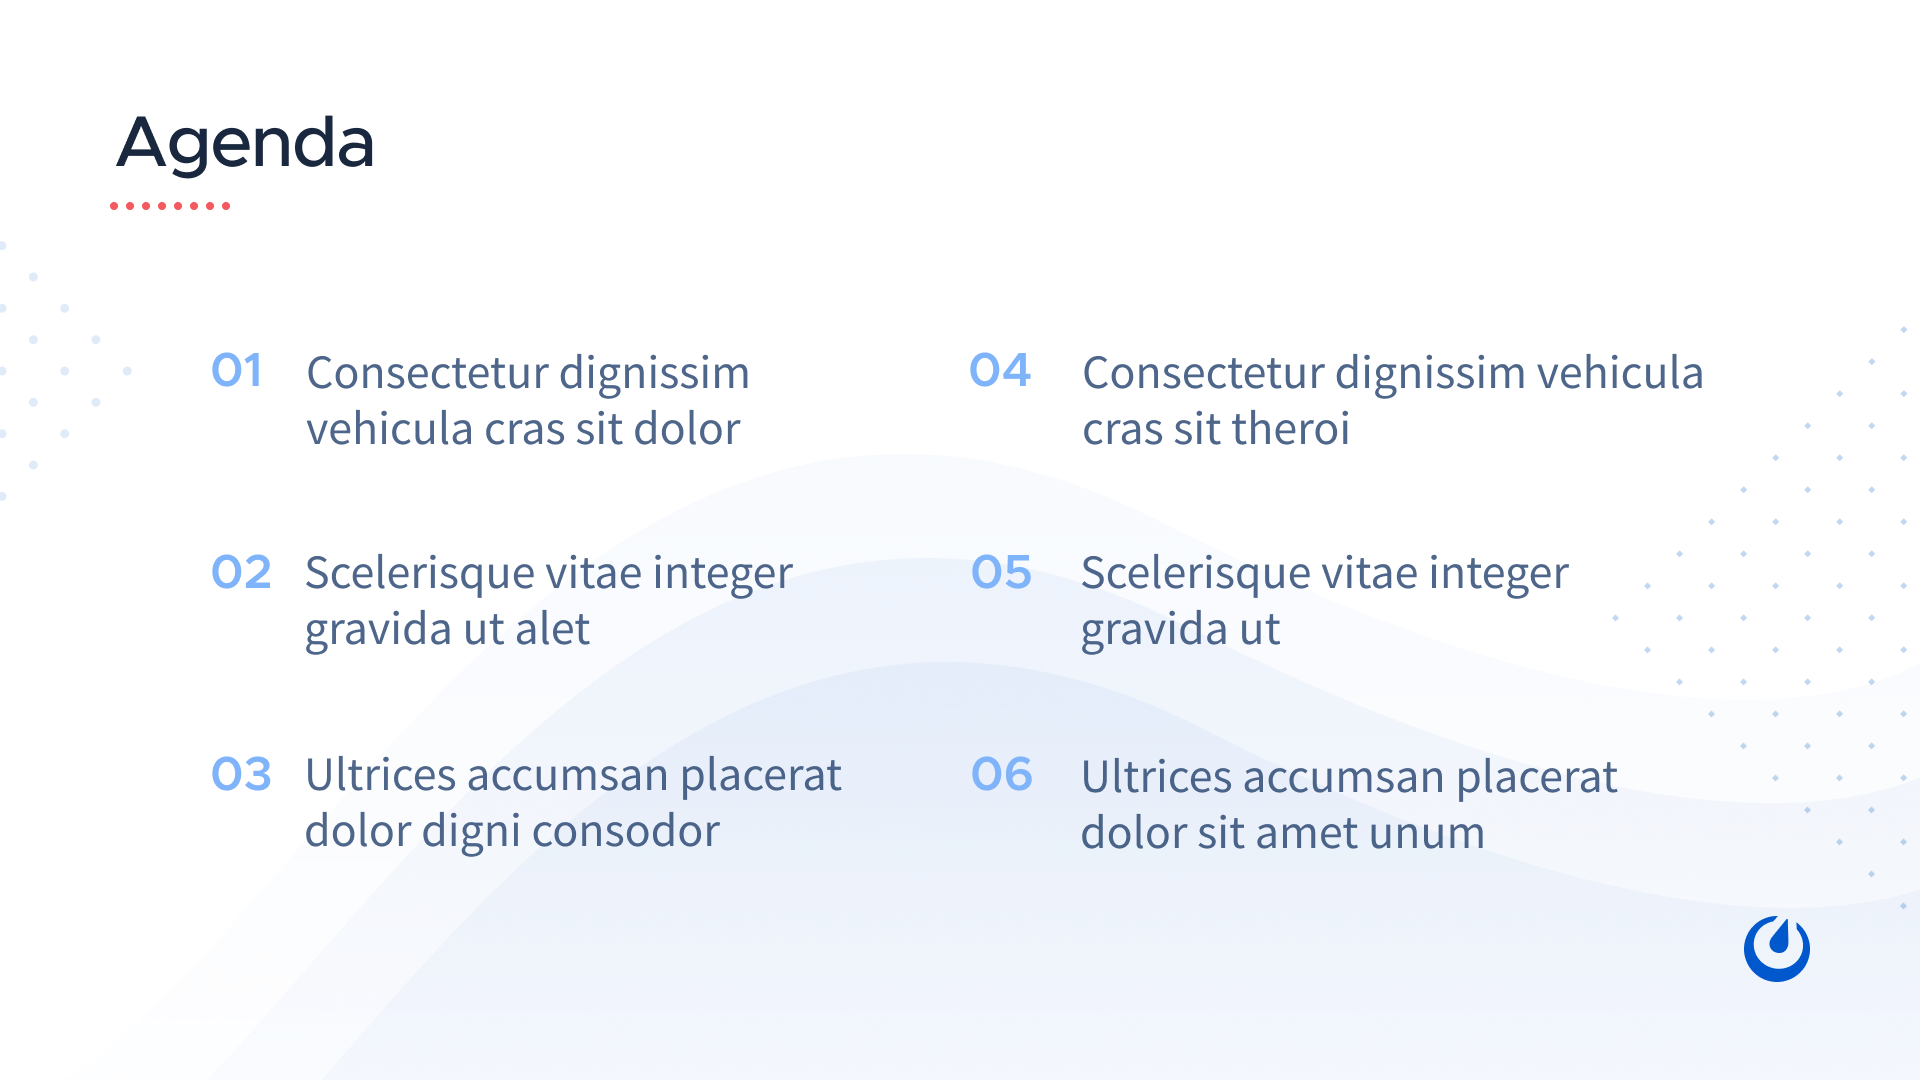 Agenda
01 Consectetur dignissim
vehicula cras sit dolor
02 Scelerisque vitae integer
gravida ut alet
03 Ultrices accumsan placerat
dolor digni consodor
04 Consectetur dignissim vehicula
cras sit theroi
05 Scelerisque vitae integer
gravida ut
06 Ultrices accumsan placerat
dolor sit amet unum